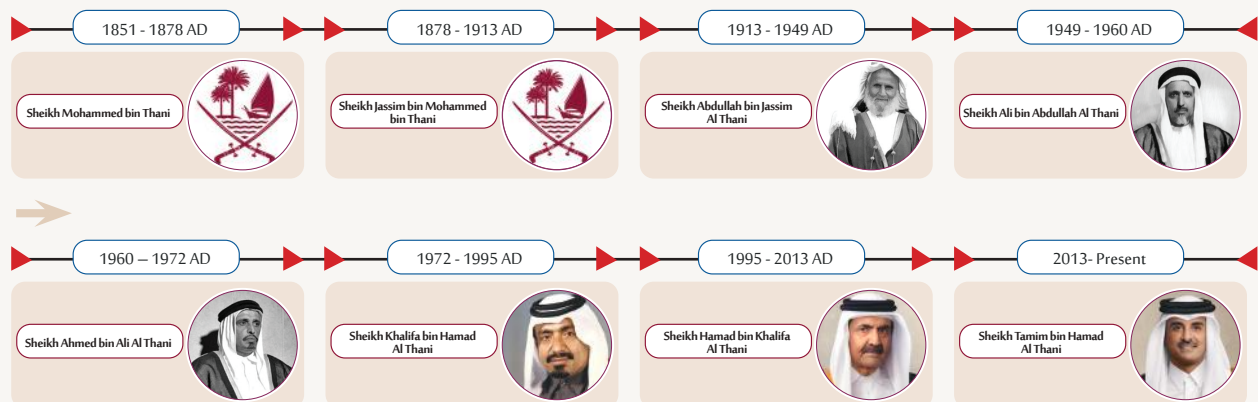 1851 - 1878 AD
1878 - 1913 AD
1913 - 1949 AD
1949 - 1960 AD
Sheikh Mohammed bin Thani
Sheikh Jassim bin Mohammed
bin Thani
Sheikh Abdullah bin Jassim
Al Thani
Sheikh Ali bin Abdullah Al Thani
1960 – 1972 AD
1972 - 1995 AD
1995 - 2013 AD
2013- Present
Sheikh Ahmed bin Ali Al Thani
Sheikh Khalifa bin Hamad
Al Thani
Sheikh Hamad bin Khalifa
Al Thani
Sheikh Tamim bin Hamad
Al Thani